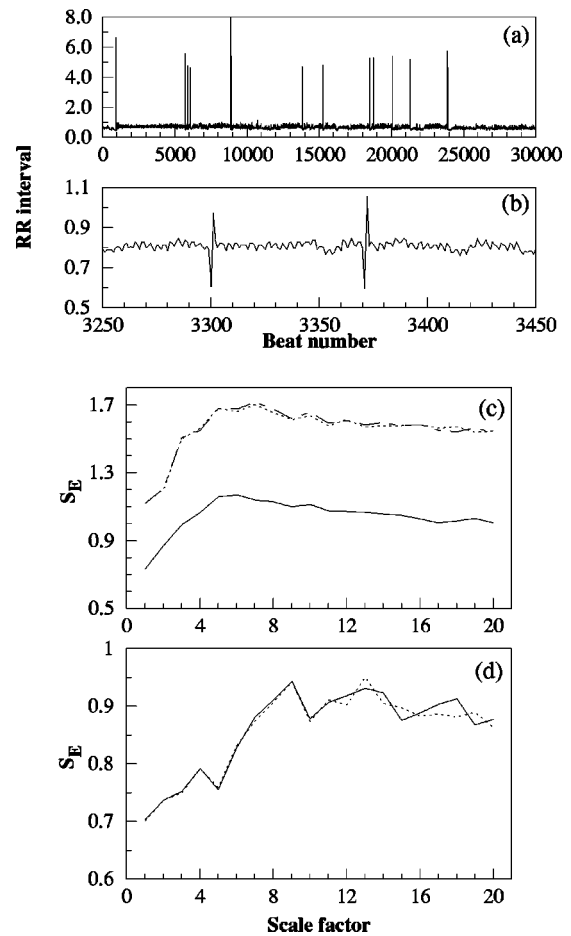 8.0
6.0
4.0
2.0
0.0
(a)
0 5000 10000 15000 20000 25000 30000
RR interval
1.1
0.9
0.7
0.5
(b)
3250 3300 3350 3400 3450
Beat number
1.7
1.3
0.9
0.5
(c)
S_E
0 4 8 12 16 20
1
0.9
0.8
0.7
0.6
(d)
S_E
0 4 8 12 16 20
Scale factor